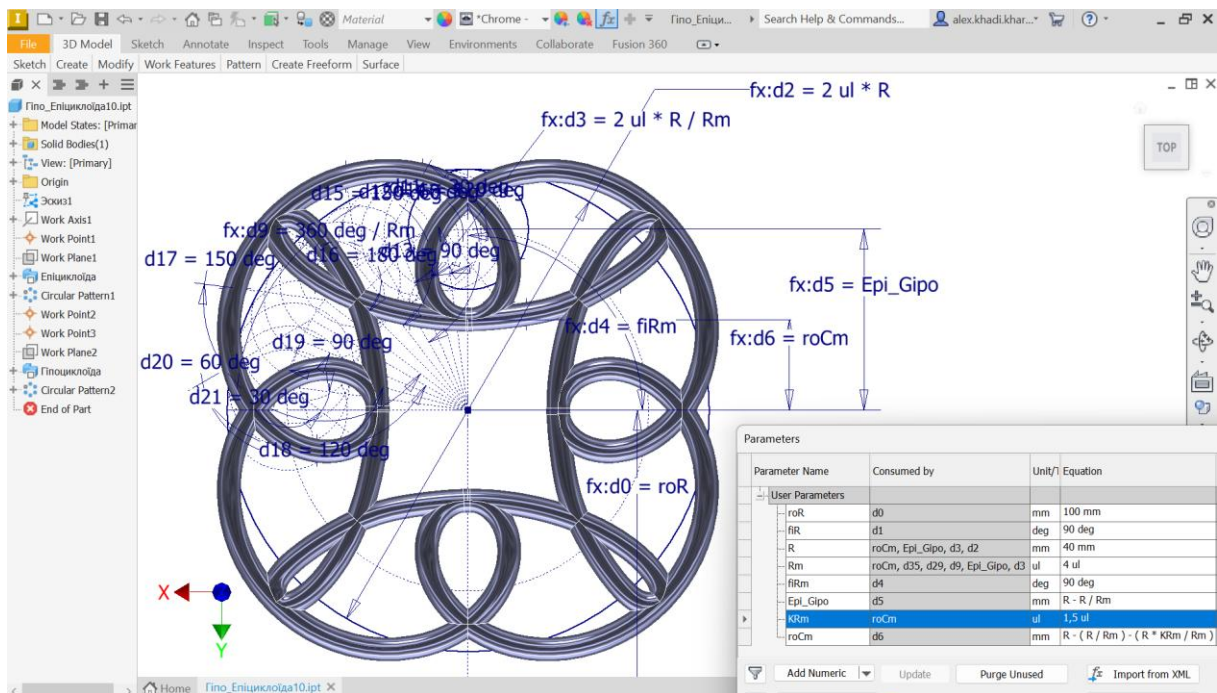 Material
*Chrome -
Гіпо_Епіци...
Search Help & Commands...
alex.khadi.khar...
File 3D Model Sketch Annotate Inspect Tools Manage View Environments Collaborate Fusion 360
Sketch Create Modify Work Features Pattern Create Freeform Surface
Гіпо_Епіциклоїда10.ipt
Model States: [Primar
Solid Bodies(1)
View: [Primary]
Origin
Эскиз1
Work Axis1
Work Point1
Work Plane1
Епіциклоїда
Circular Pattern1
Work Point2
Work Point3
Work Plane2
Гіпоциклоїда
Circular Pattern2
End of Part
fx:d2 = 2 ul * R
fx:d3 = 2 ul * R / Rm
TOP
d15 =
fx:d9 = 360 deg / Rm
d16 = 180 deg
d13 = 90 deg
d17 = 150 deg
fx:d5 = Epi_Gipo
fx:d4 = fiRm
fx:d6 = roCm
d19 = 90 deg
d20 = 60 deg
d21 = 30 deg
d18 = 120 deg
fx:d0 = roR
X
Y
Parameters
Parameter Name Consumed by Unit/T Equation
User Parameters
roR d0 mm 100 mm
fiR d1 deg 90 deg
R roCm, Epi_Gipo, d3, d2 mm 40 mm
Rm roCm, d35, d29, d9, Epi_Gipo, d3 ul 4 ul
fiRm d4 deg 90 deg
Epi_Gipo d5 mm R - R / Rm
KRm roCm ul 1,5 ul
roCm d6 mm R - ( R / Rm ) - ( R * KRm / Rm )
Add Numeric Update Purge Unused Import from XML
Home Гіпо_Епіциклоїда10.ipt